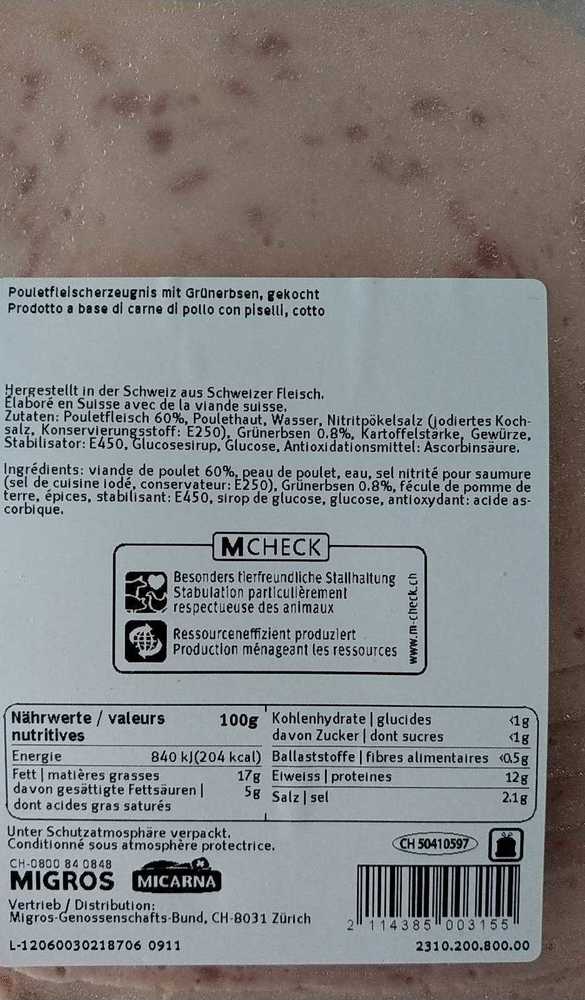 Pouletfleischerzeugnis mit Grünerbsen, gekocht
Prodotto a base di carne di pollo con piselli, cotto
Hergestellt in der Schweiz aus Schweizer Fleisch.
Élaboré en Suisse avec de la viande suisse.
Zutaten: Pouletfleisch 60%, Poulethaut, Wasser, Nitritpökelsalz (jodiertes Koch-
salz, Konservierungsstoff: E250), Grünerbsen 0.8%, Kartoffelstärke, Gewürze,
Stabilisator: E450, Glucosesirup, Glucose, Antioxidationsmittel: Ascorbinsäure.
Ingrédients: viande de poulet 60%, peau de poulet, eau, sel nitrité pour saumure
(sel de cuisine iodé, conservateur: E250), Grünerbsen 0.8%, fécule de pomme de
terre, épices, stabilisant: E450, sirop de glucose, glucose, antioxydant: acide as-
corbique.
MCHECK
Besonders tierfreundliche Stallhaltung
Stabulation particulièrement
respectueuse des animaux
Ressourceneffizient produziert
Production ménageant les ressources
www.m-check.ch
Nährwerte / valeurs 100g
nutritives
Energie 840 kJ(204 kcal)
Fett | matières grasses 17g
davon gesättigte Fettsäuren | 5g
dont acides gras saturés
Kohlenhydrate | glucides <1g
davon Zucker | dont sucres <1g
Ballaststoffe | fibres alimentaires <0.5g
Eiweiss | proteines 12g
Salz | sel 2.1g
Unter Schutzatmosphäre verpackt.
Conditionné sous atmosphère protectrice.
CH 50410597
CH-0800 84 0848
MIGROS MICARNA
Vertrieb / Distribution:
Migros-Genossenschafts-Bund, CH-8031 Zürich
2 114385 003155
L-12060030218706 0911
2310.200.800.00